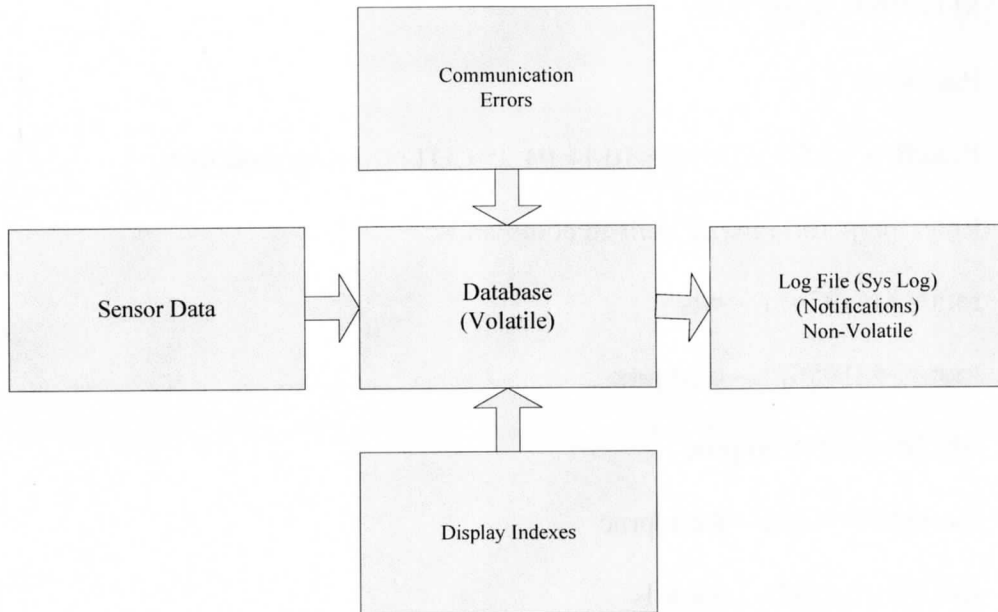 Communication
Errors
Sensor Data
Database
(Volatile)
Log File (Sys Log)
(Notifications)
Non-Volatile
Display Indexes